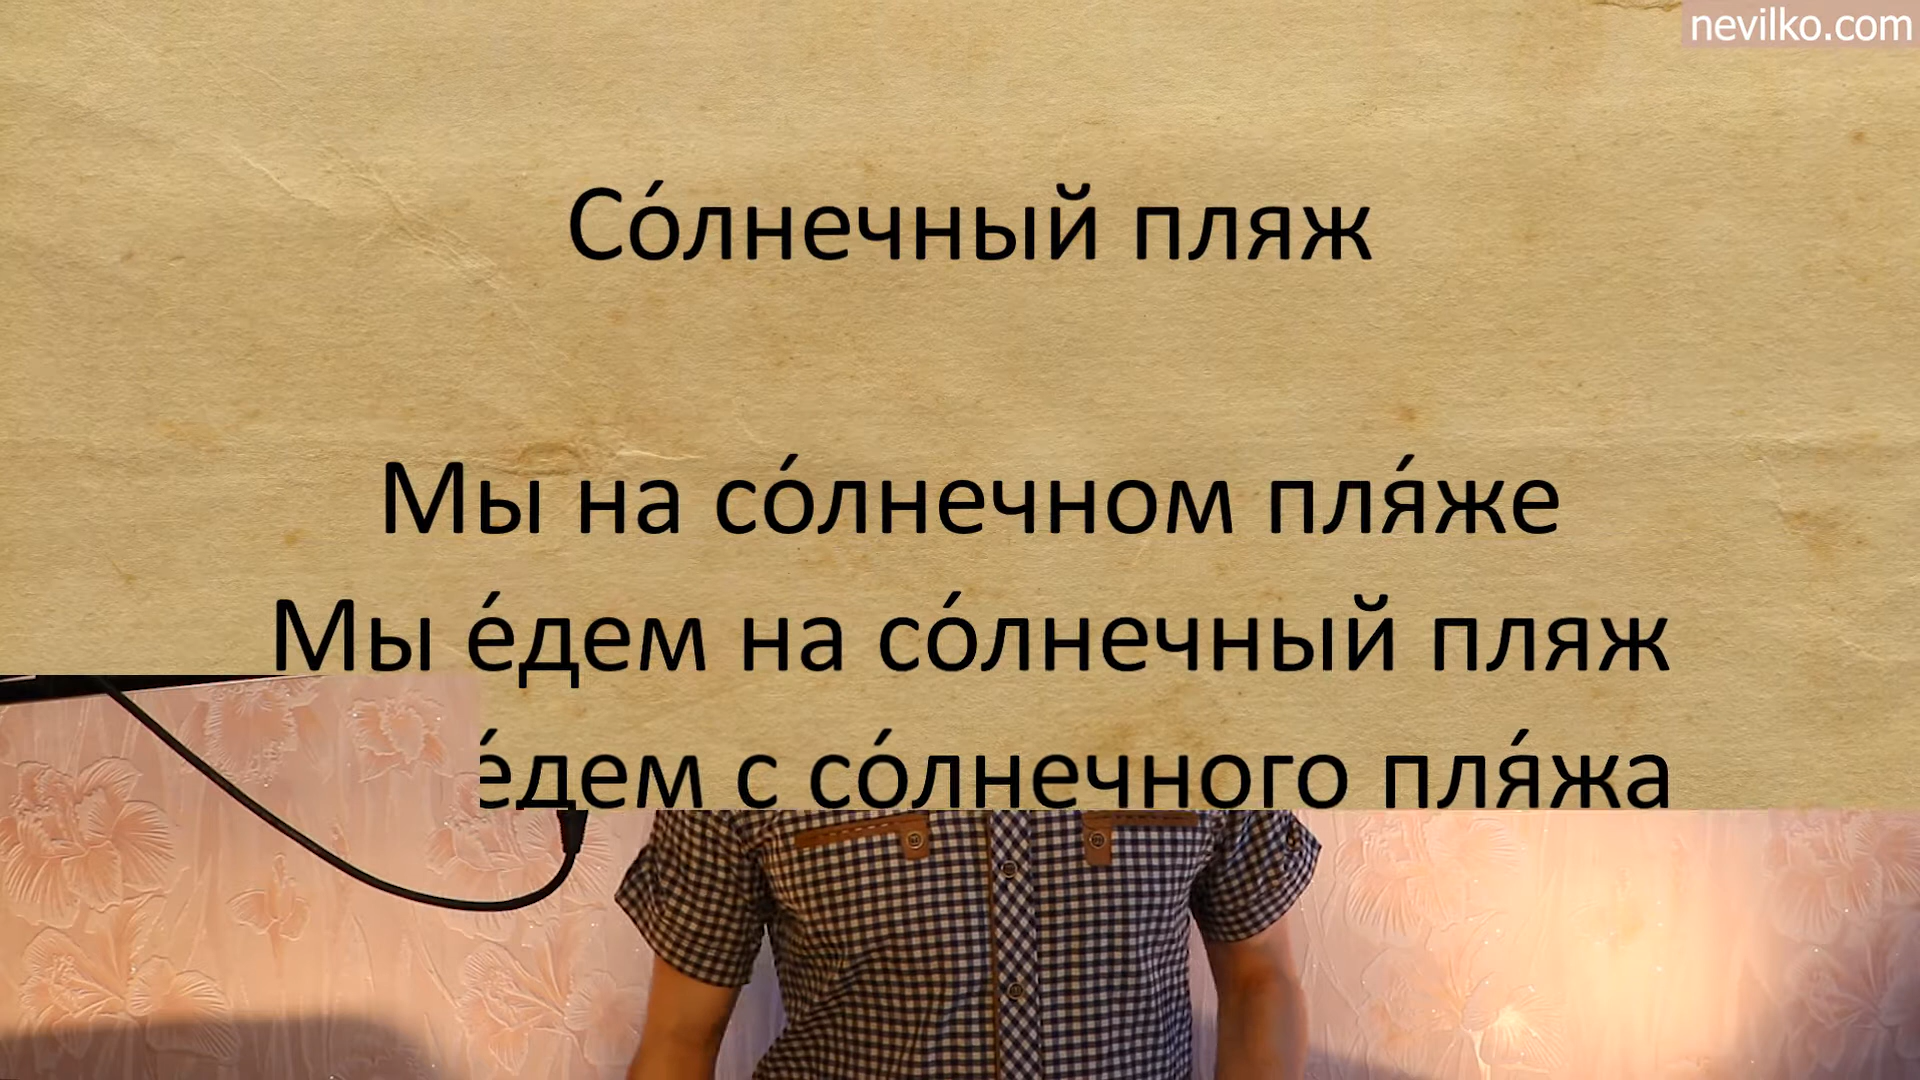 nevilko.com
Со́лнечный пляж
Мы на со́лнечном пля́же
Мы е́дем на со́лнечный пляж
е́дем с со́лнечного пля́жа